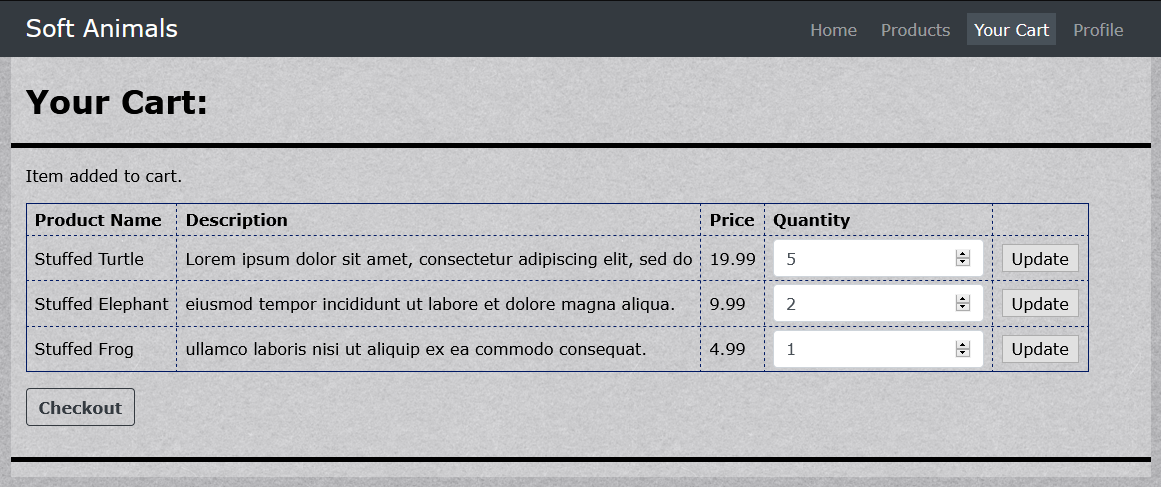 Soft Animals Home Products Your Cart Profile
Your Cart:
Item added to cart.
Product Name Description Price Quantity
Stuffed Turtle Lorem ipsum dolor sit amet, consectetur adipiscing elit, sed do 19.99 5 Update
Stuffed Elephant eiusmod tempor incididunt ut labore et dolore magna aliqua. 9.99 2 Update
Stuffed Frog ullamco laboris nisi ut aliquip ex ea commodo consequat. 4.99 1 Update
Checkout